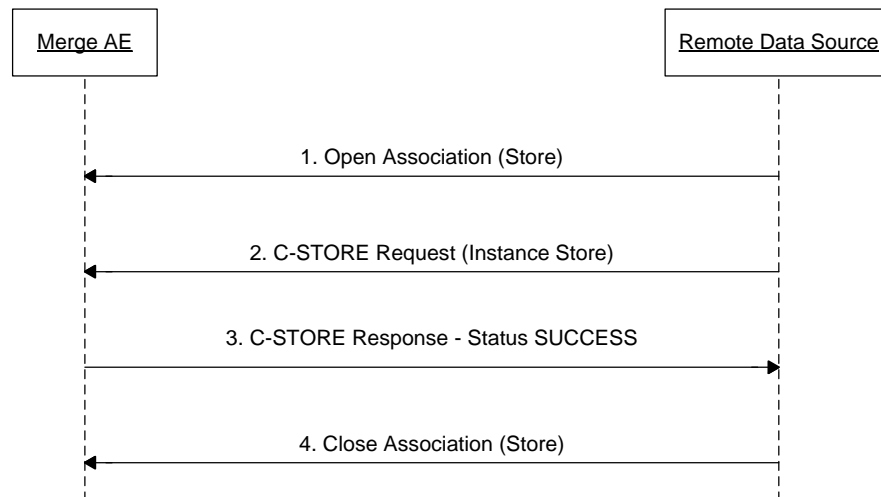 Merge AE
Remote Data Source
1. Open Association (Store)
2. C-STORE Request (Instance Store)
3. C-STORE Response - Status SUCCESS
4. Close Association (Store)